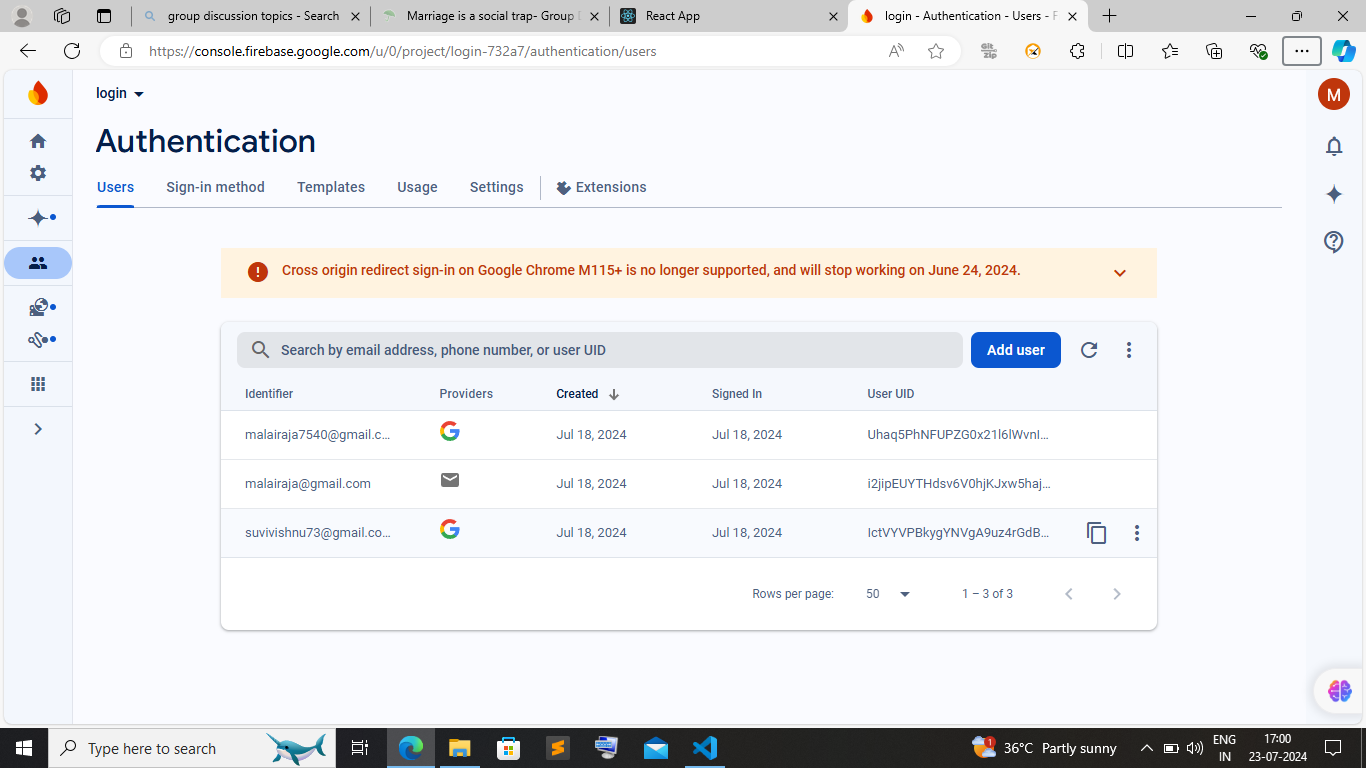 group discussion topics - Search
Marriage is a social trap- Group D
React App
login - Authentication - Users - F
https://console.firebase.google.com/u/0/project/login-732a7/authentication/users
Git
zip
login
M
Authentication
Users Sign-in method Templates Usage Settings Extensions
Cross origin redirect sign-in on Google Chrome M115+ is no longer supported, and will stop working on June 24, 2024.
Search by email address, phone number, or user UID
Add user
Identifier Providers Created Signed In User UID
malairaja7540@gmail.c... Jul 18, 2024 Jul 18, 2024 Uhaq5PhNFUPZG0x21l6lWvnI...
malairaja@gmail.com Jul 18, 2024 Jul 18, 2024 i2jipEUYTHdsv6V0hjKJxw5haj...
suvivishnu73@gmail.co... Jul 18, 2024 Jul 18, 2024 IctVYVPBkygYNVgA9uz4rGdB...
Rows per page: 50 1 – 3 of 3
Type here to search
1
36°C Partly sunny
ENG
IN
17:00
23-07-2024